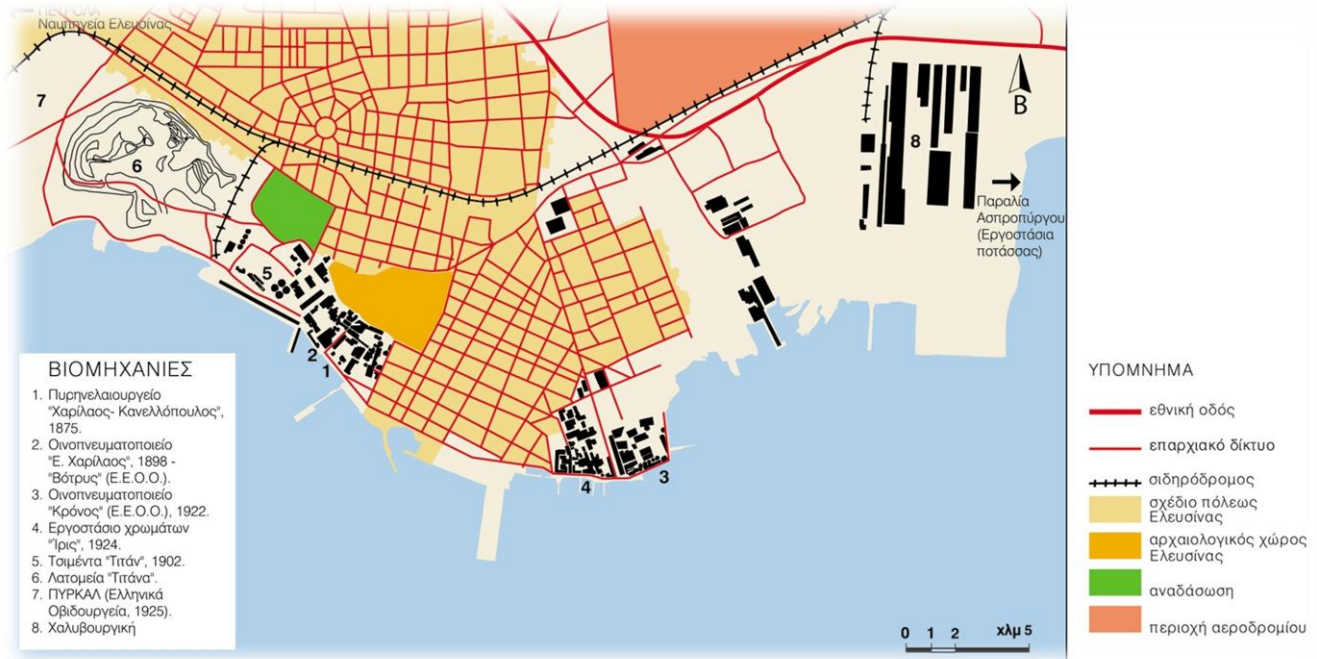 ΠΕΤΡΟΛΑ
Ναυπηγεία Ελευσίνας
7
6
5
2
1
4
3
8
Β
Παραλία
Ασπροπύργου
(Εργοστάσια
ποτάσσας)
ΒΙΟΜΗΧΑΝΙΕΣ
1. Πυρηνελαιουργείο
"Χαρίλαος- Κανελλόπουλος",
1875.
2. Οινοπνευματοποιείο
"Ε. Χαρίλαος", 1898 -
"Βότρυς" (Ε.Ε.Ο.Ο.).
3. Οινοπνευματοποιείο
"Κρόνος" (Ε.Ε.Ο.Ο.), 1922.
4. Εργοστάσιο χρωμάτων
"Ίρις", 1924.
5. Τσιμέντα "Τιτάν", 1902.
6. Λατομεία "Τιτάνα".
7. ΠΥΡΚΑΛ (Ελληνικά
Οβιδουργεία, 1925).
8. Χαλυβουργική
ΥΠΟΜΝΗΜΑ
εθνική οδός
επαρχιακό δίκτυο
σιδηρόδρομος
σχέδιο πόλεως
Ελευσίνας
αρχαιολογικός χώρος
Ελευσίνας
αναδάσωση
περιοχή αεροδρομίου
0 1 2 χλμ 5